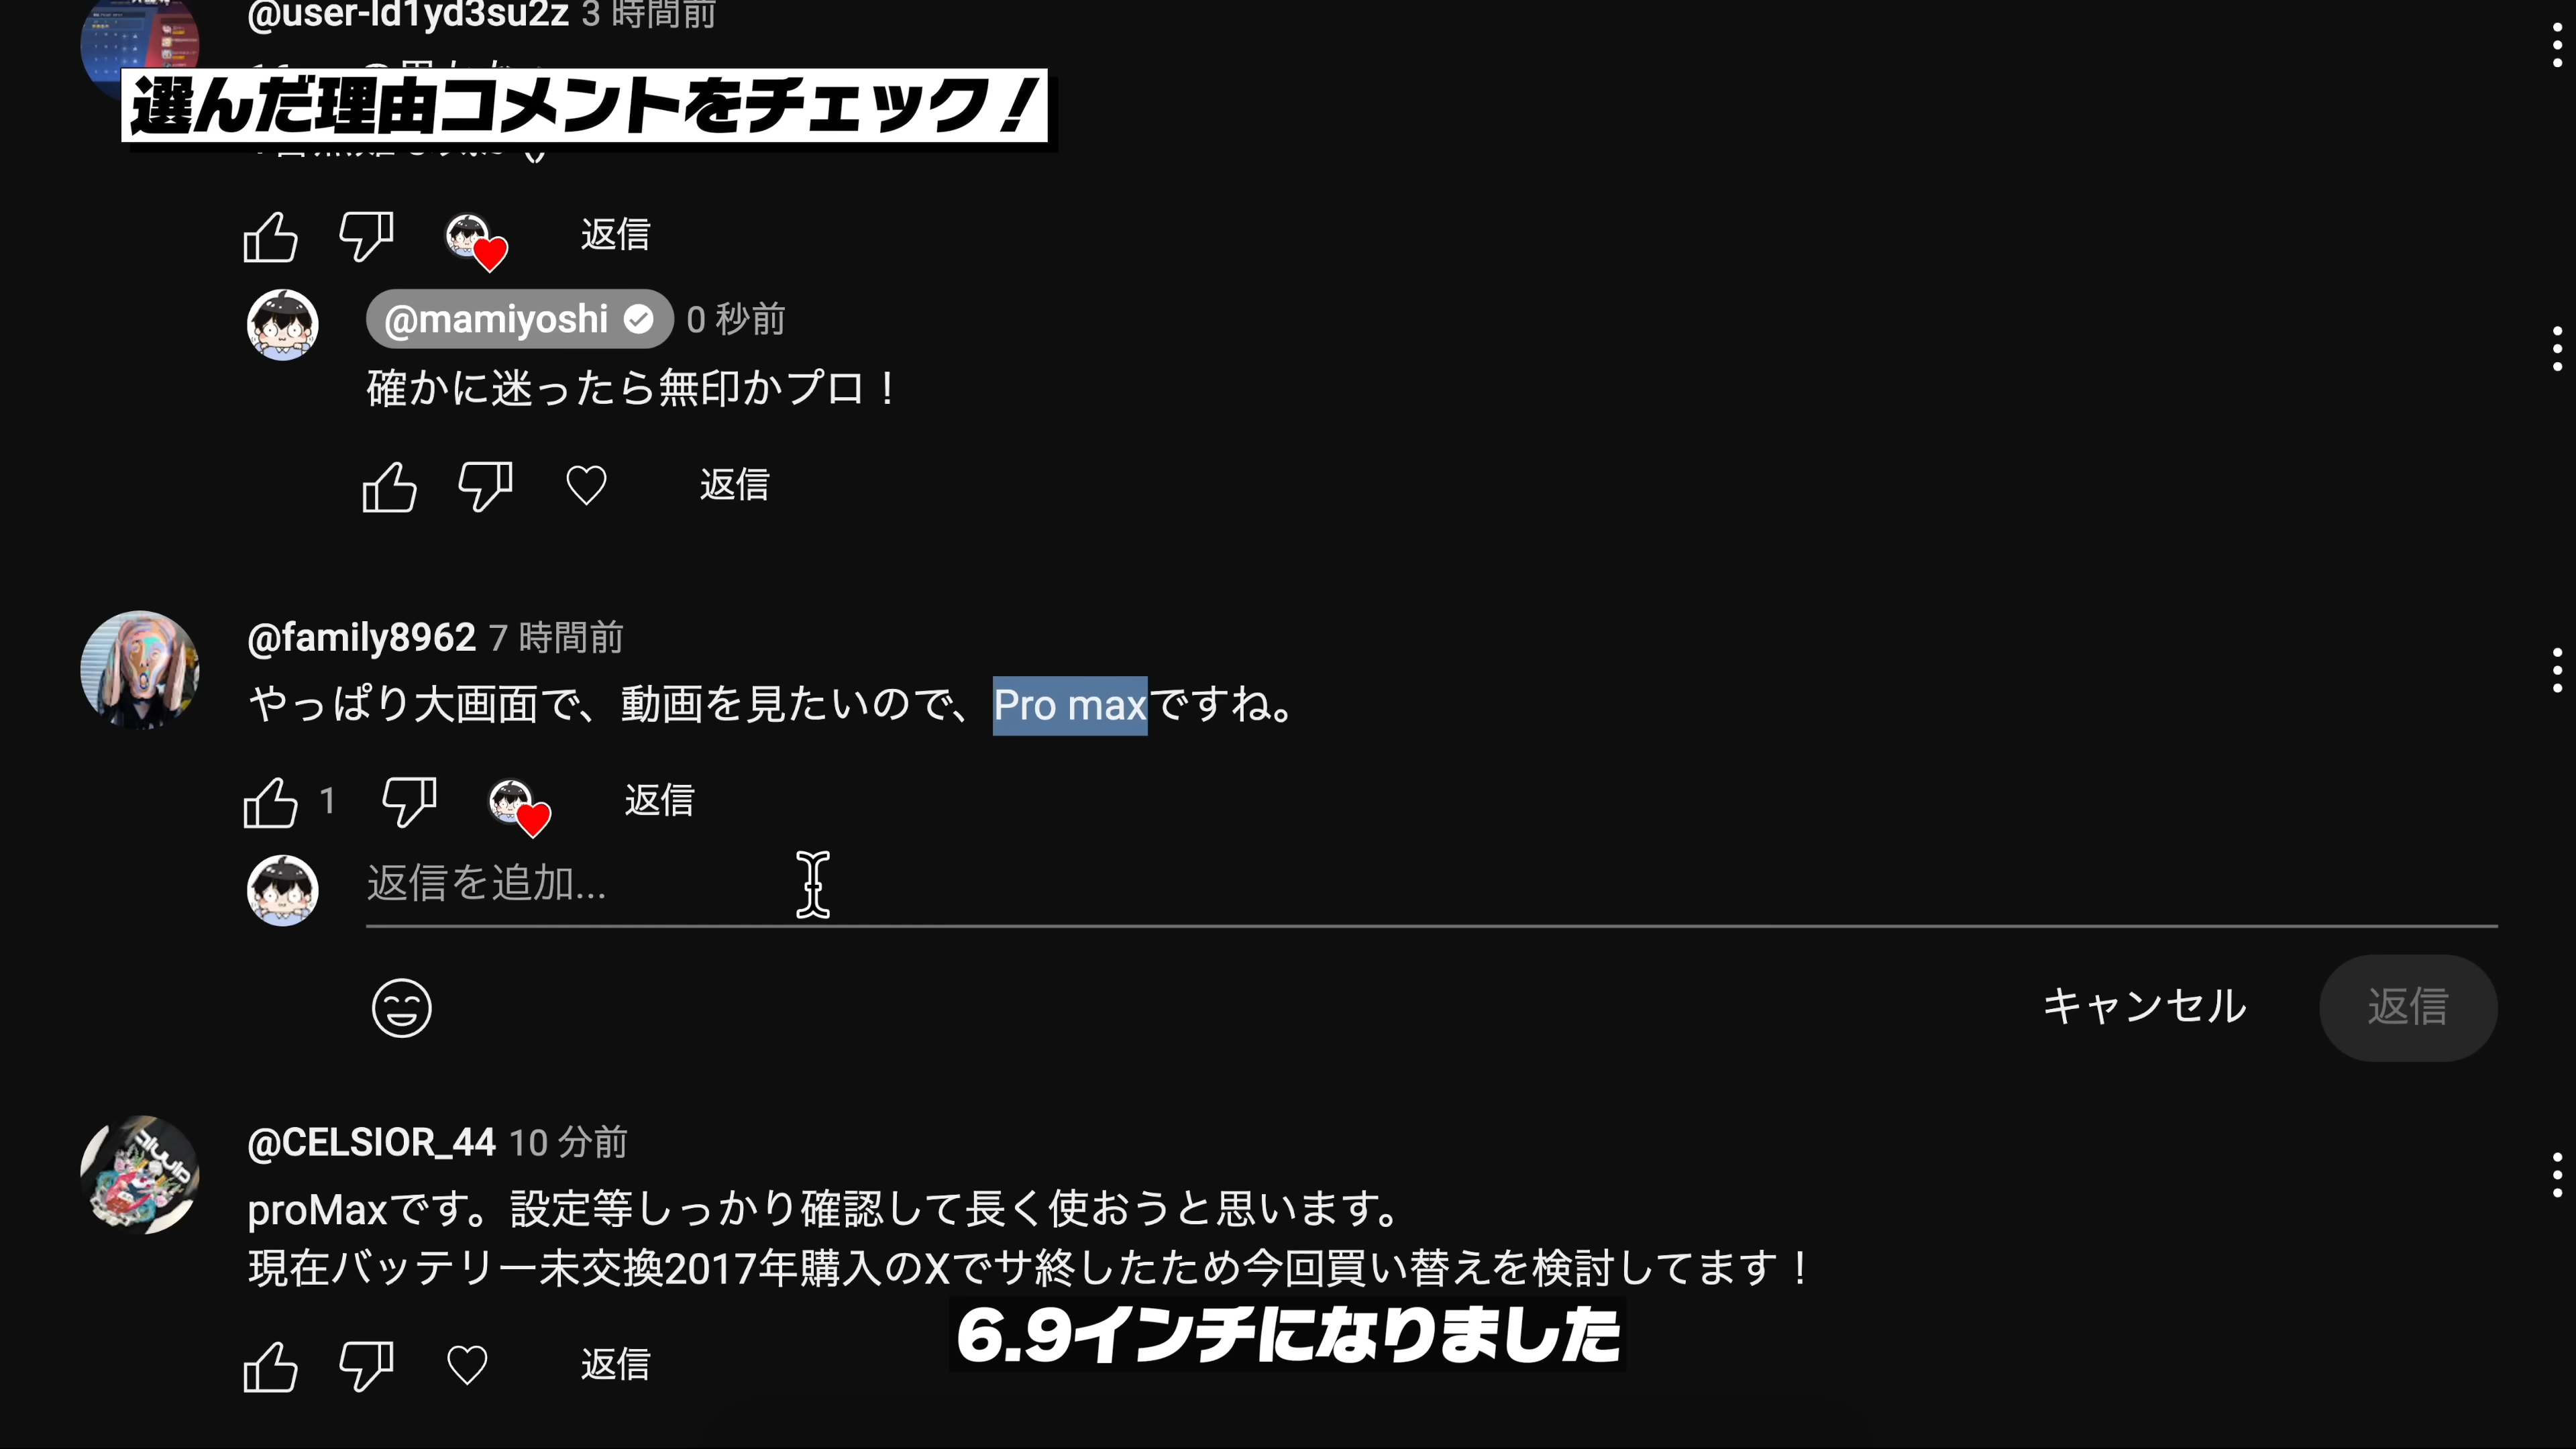 @user-ld1yd3su2z 3 時間前
選んだ理由コメントをチェック！
返信
@mamiyoshi 0 秒前
確かに迷ったら無印かプロ！
返信
@family8962 7 時間前
やっぱり大画面で、動画を見たいので、Pro maxですね。
1 返信
返信を追加...
キャンセル 返信
@CELSIOR_44 10 分前
proMaxです。設定等しっかり確認して長く使おうと思います。
現在バッテリー未交換2017年購入のXでサ終したため今回買い替えを検討してます！
6.9インチになりました
返信